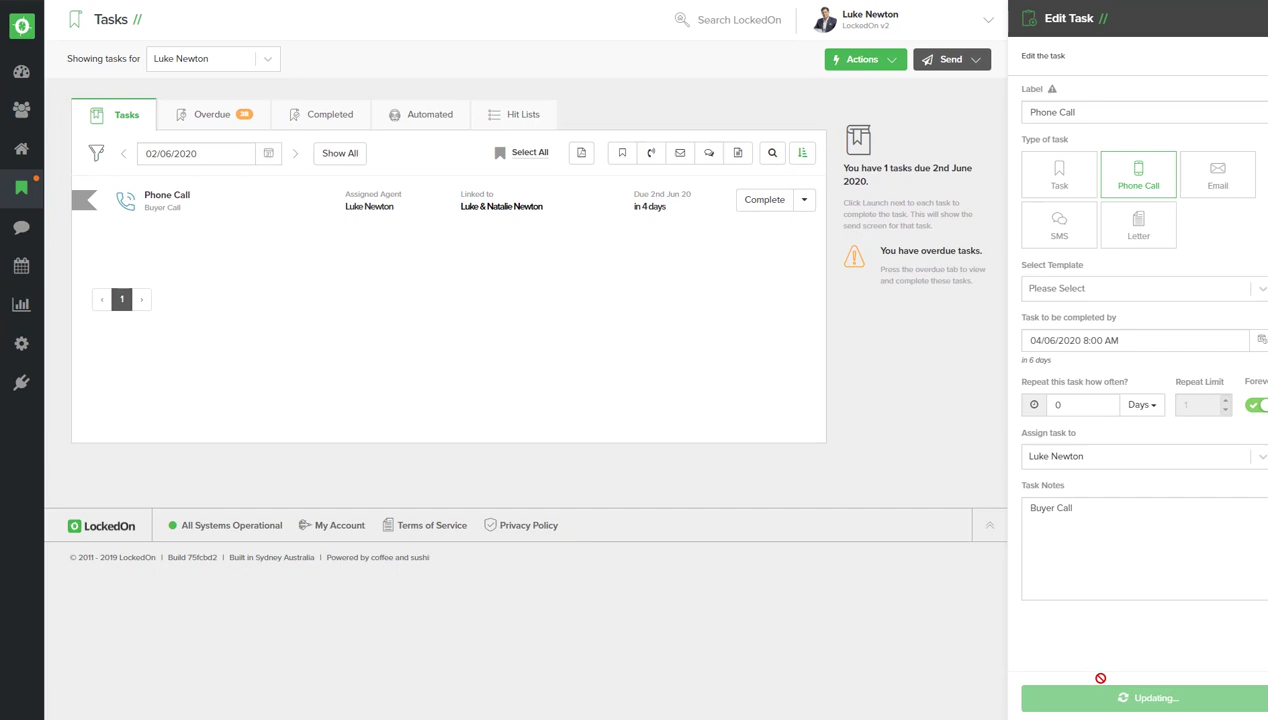 Tasks //
Search LockedOn
Luke Newton
LockedOn v2
Showing tasks for
Luke Newton
Actions
Send
Tasks
Overdue
38
Completed
Automated
Hit Lists
02/06/2020
Show All
Select All
Phone Call
Buyer Call
Assigned Agent
Luke Newton
Linked to
Luke & Natalie Newton
Due 2nd Jun 20
in 4 days
Complete
‹ 1 ›
You have 1 tasks due 2nd June
2020.
Click Launch next to each task to
complete the task. This will show the
send screen for that task.
You have overdue tasks.
Press the overdue tab to view
and complete these tasks.
LockedOn
All Systems Operational
My Account
Terms of Service
Privacy Policy
© 2011 - 2019 LockedOn | Build 75fcbd2 | Built in Sydney Australia | Powered by coffee and sushi
Edit Task //
Edit the task
Label
Phone Call
Type of task
Task
Phone Call
Email
SMS
Letter
Select Template
Please Select
Task to be completed by
04/06/2020 8:00 AM
in 6 days
Repeat this task how often?
Repeat Limit
Foreve
0
Days
1
Assign task to
Luke Newton
Task Notes
Buyer Call
Updating...